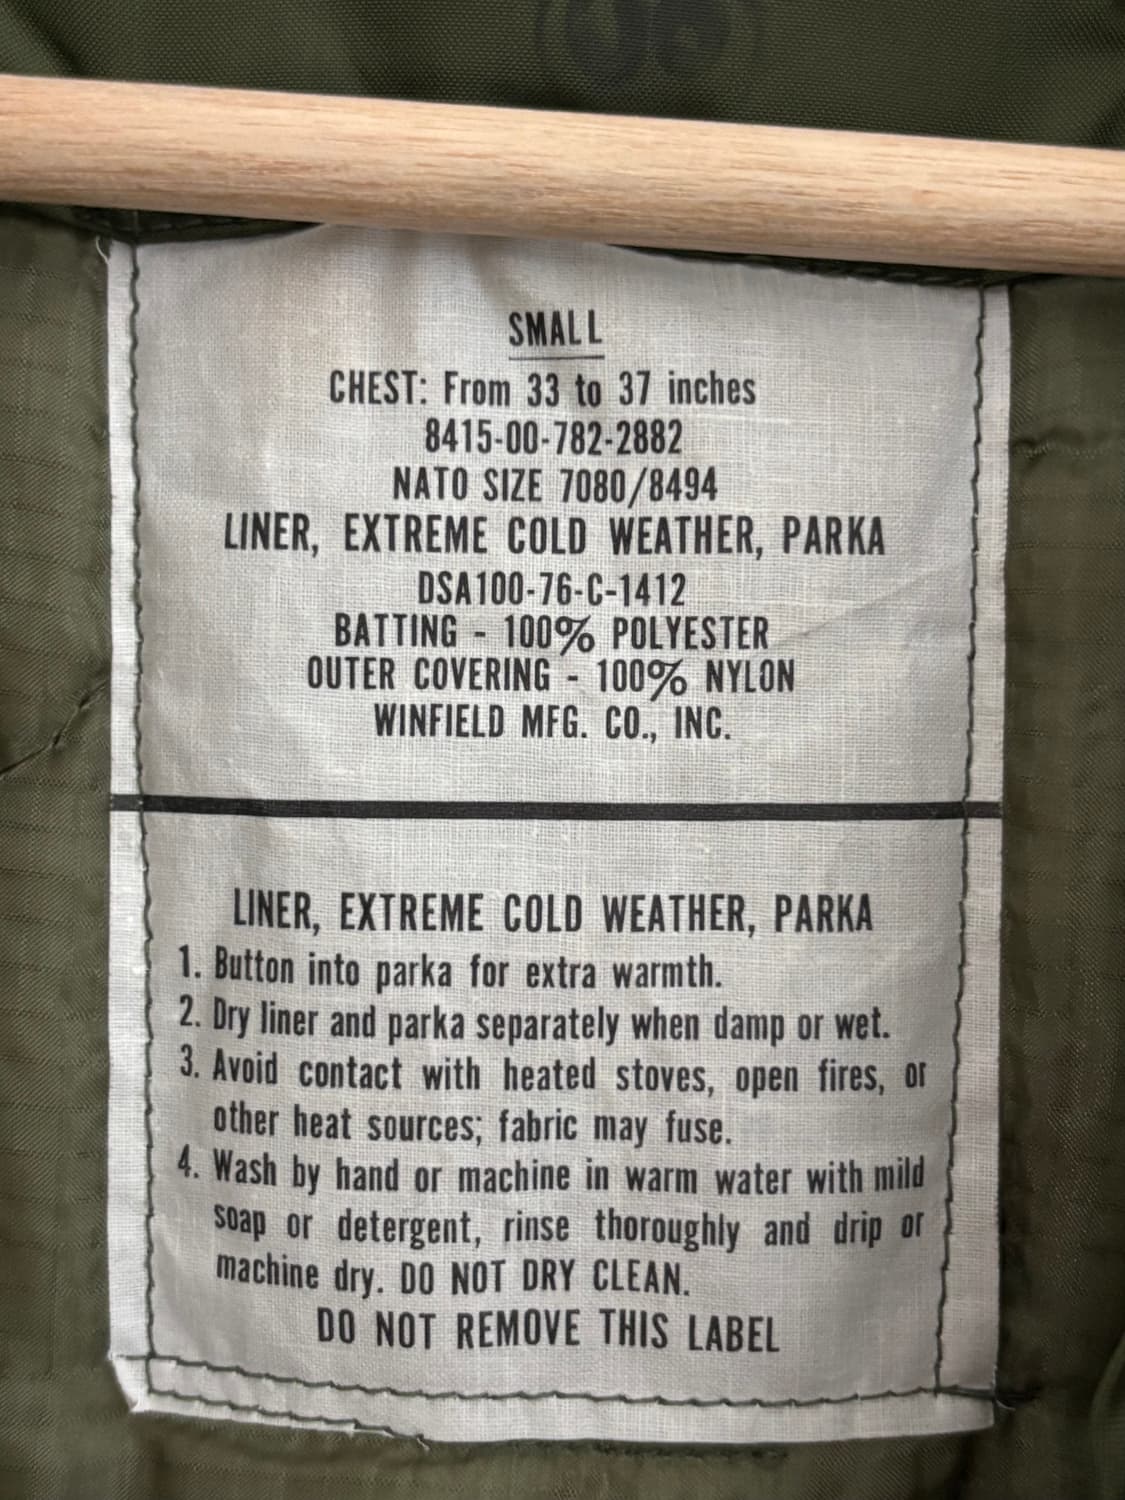 SMALL
CHEST: From 33 to 37 inches
8415-00-782-2882
NATO SIZE 7080/8494
LINER, EXTREME COLD WEATHER, PARKA
DSA100-76-C-1412
BATTING - 100% POLYESTER
OUTER COVERING - 100% NYLON
WINFIELD MFG. CO., INC.
LINER, EXTREME COLD WEATHER, PARKA
1. Button into parka for extra warmth.
2. Dry liner and parka separately when damp or wet.
3. Avoid contact with heated stoves, open fires, or
other heat sources; fabric may fuse.
4. Wash by hand or machine in warm water with mild
soap or detergent, rinse thoroughly and drip or
machine dry. DO NOT DRY CLEAN.
DO NOT REMOVE THIS LABEL